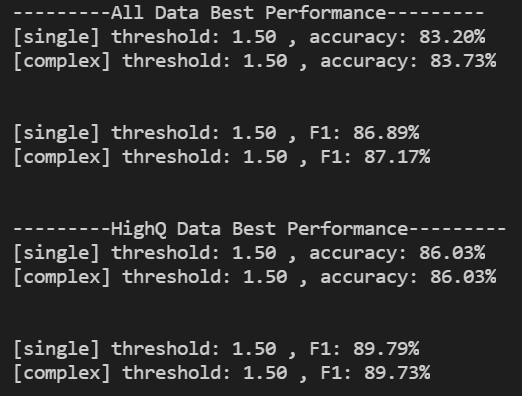 ---------All Data Best Performance---------
[single] threshold: 1.50 , accuracy: 83.20%
[complex] threshold: 1.50 , accuracy: 83.73%
[single] threshold: 1.50 , F1: 86.89%
[complex] threshold: 1.50 , F1: 87.17%
---------HighQ Data Best Performance---------
[single] threshold: 1.50 , accuracy: 86.03%
[complex] threshold: 1.50 , accuracy: 86.03%
[single] threshold: 1.50 , F1: 89.79%
[complex] threshold: 1.50 , F1: 89.73%